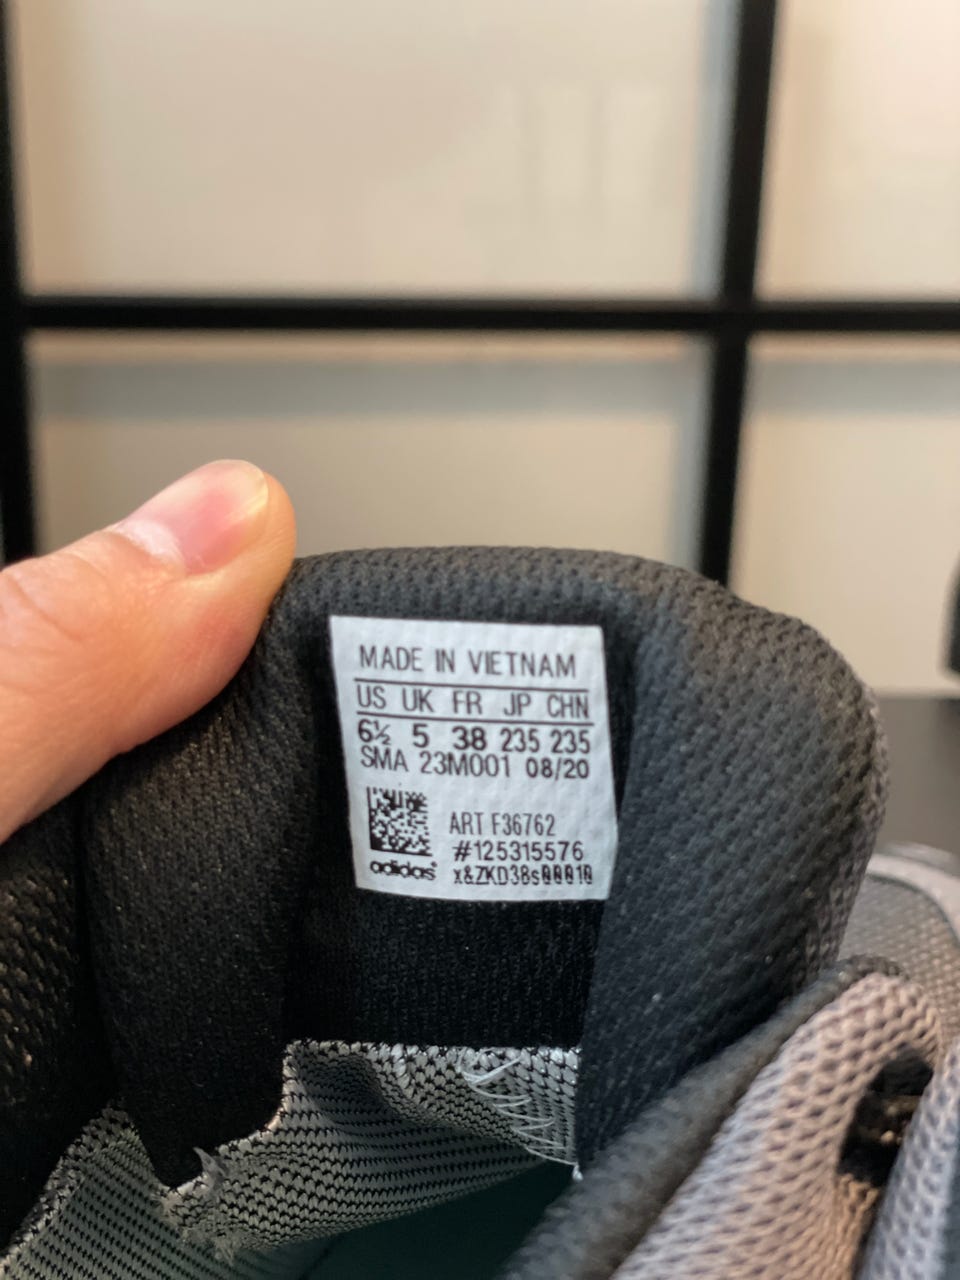 MADE IN VIETNAM
US UK FR JP CHN
6½ 5 38 235 235
SMA 23M001 08/20
ART F36762
#125315576
adidas
x&ZKD38s00010